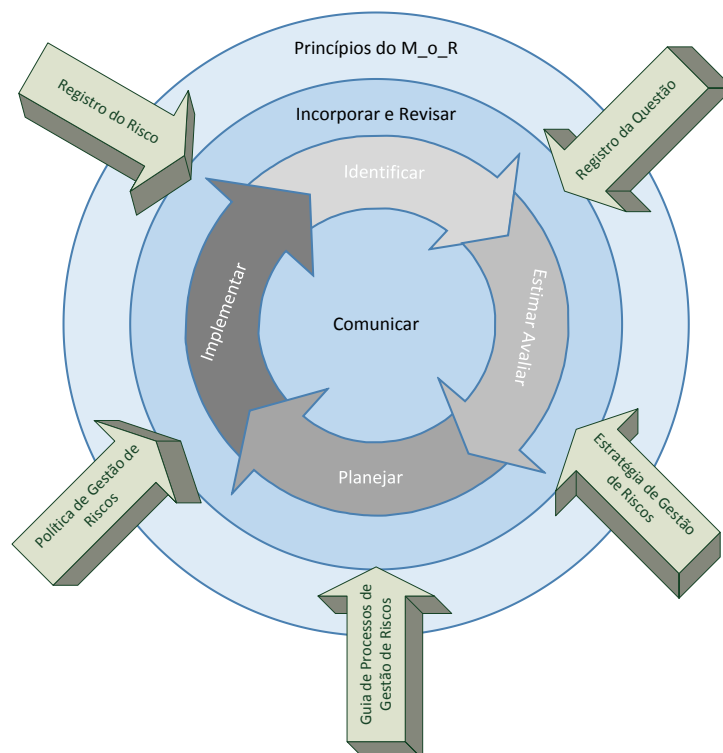 Princípios do M_o_R
Registro do Risco
Registro da Questão
Incorporar e Revisar
Identificar
Estimar Avaliar
Comunicar
Implementar
Planejar
Política de Gestão de
Riscos
Estratégia de Gestão
de Riscos
Guia de Processos de
Gestão de Riscos